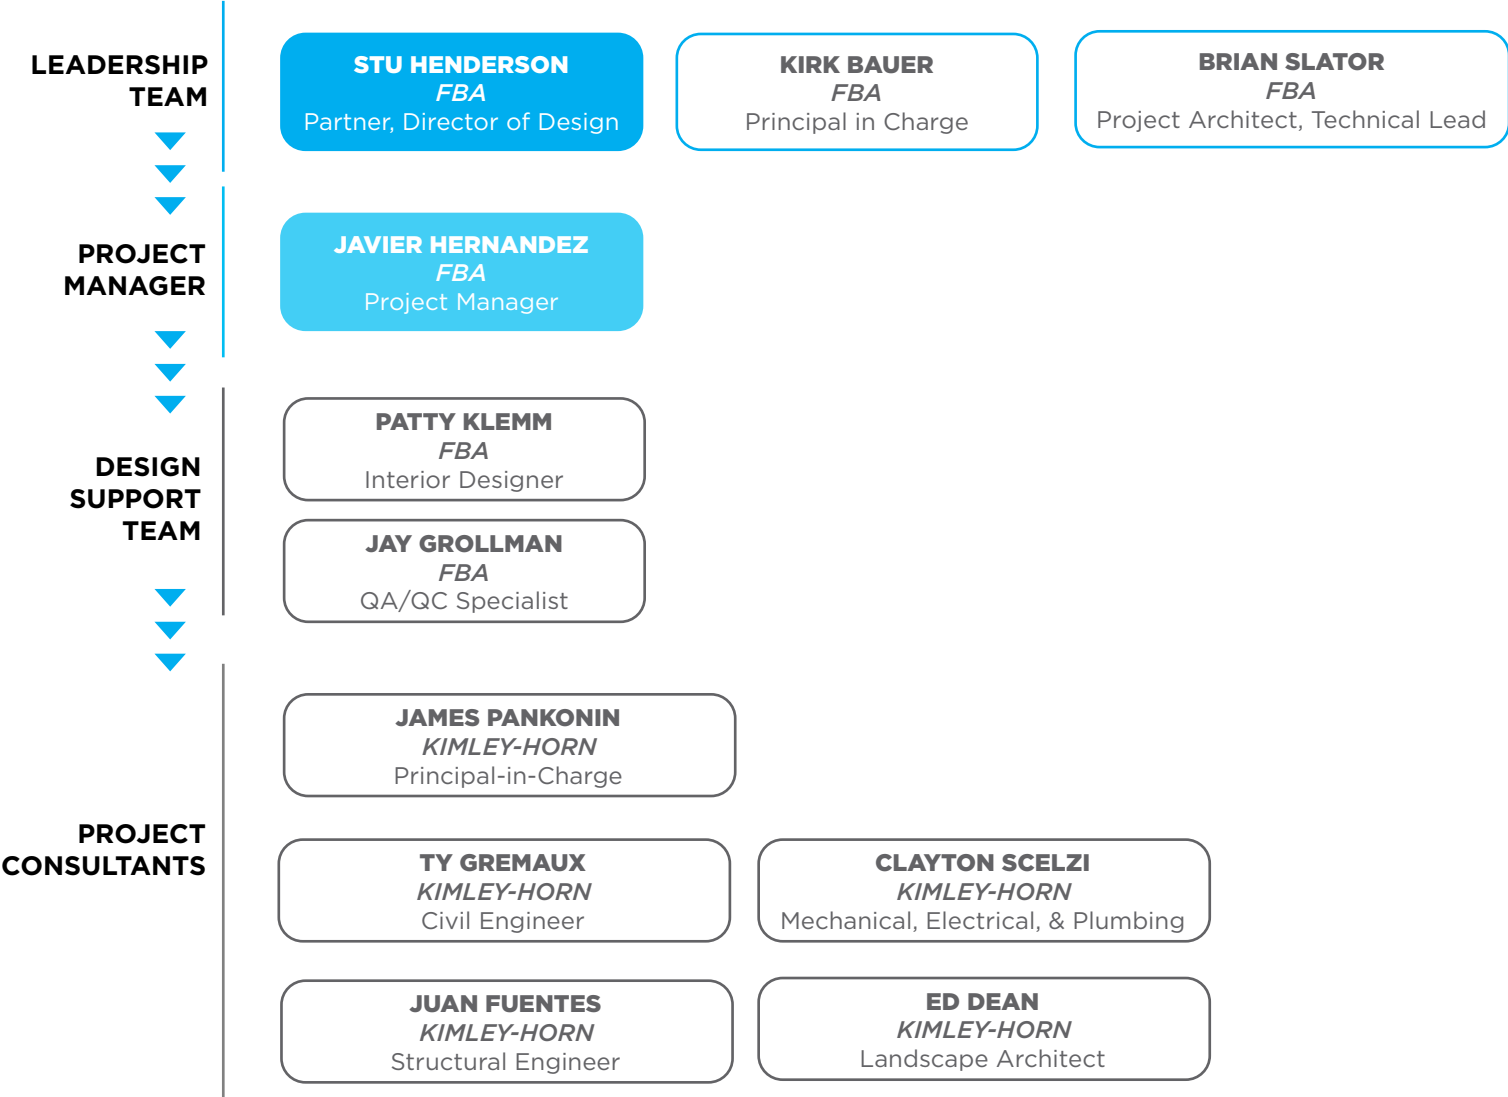 LEADERSHIP
TEAM
STU HENDERSON
FBA
Partner, Director of Design
KIRK BAUER
FBA
Principal in Charge
BRIAN SLATOR
FBA
Project Architect, Technical Lead
PROJECT
MANAGER
JAVIER HERNANDEZ
FBA
Project Manager
DESIGN
SUPPORT
TEAM
PATTY KLEMM
FBA
Interior Designer
JAY GROLLMAN
FBA
QA/QC Specialist
PROJECT
CONSULTANTS
JAMES PANKONIN
KIMLEY-HORN
Principal-in-Charge
TY GREMAUX
KIMLEY-HORN
Civil Engineer
CLAYTON SCELZI
KIMLEY-HORN
Mechanical, Electrical, & Plumbing
JUAN FUENTES
KIMLEY-HORN
Structural Engineer
ED DEAN
KIMLEY-HORN
Landscape Architect